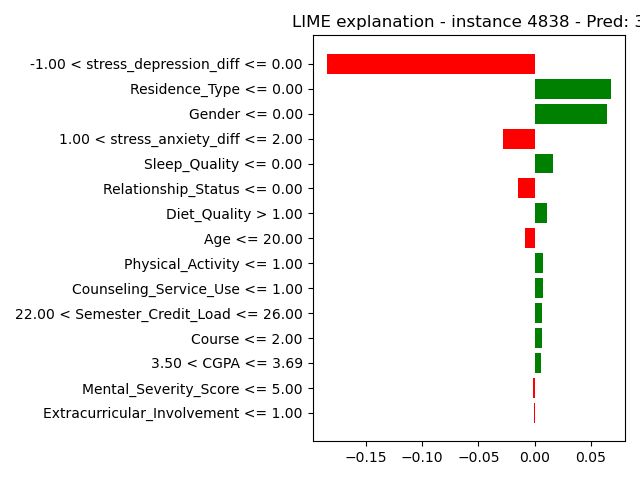 LIME explanation - instance 4838 - Pred: 3
-1.00 < stress_depression_diff <= 0.00
Residence_Type <= 0.00
Gender <= 0.00
1.00 < stress_anxiety_diff <= 2.00
Sleep_Quality <= 0.00
Relationship_Status <= 0.00
Diet_Quality > 1.00
Age <= 20.00
Physical_Activity <= 1.00
Counseling_Service_Use <= 1.00
22.00 < Semester_Credit_Load <= 26.00
Course <= 2.00
3.50 < CGPA <= 3.69
Mental_Severity_Score <= 5.00
Extracurricular_Involvement <= 1.00
−0.15 −0.10 −0.05 0.00 0.05